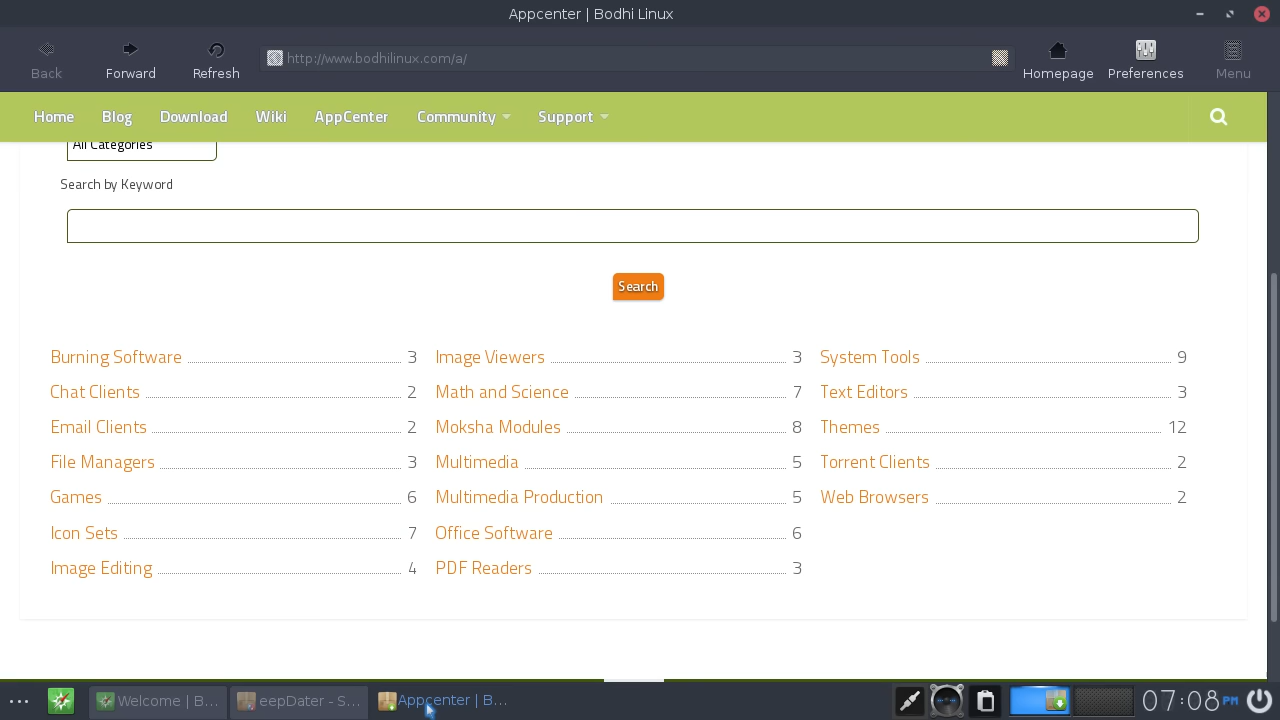 Appcenter | Bodhi Linux
Back
Forward
Refresh
http://www.bodhilinux.com/a/
Homepage
Preferences
Menu
Home Blog Download Wiki AppCenter Community Support
All Categories
Search by Keyword
Search
Burning Software 3
Chat Clients 2
Email Clients 2
File Managers 3
Games 6
Icon Sets 7
Image Editing 4
Image Viewers 3
Math and Science 7
Moksha Modules 8
Multimedia 5
Multimedia Production 5
Office Software 6
PDF Readers 3
System Tools 9
Text Editors 3
Themes 12
Torrent Clients 2
Web Browsers 2
Welcome | B...
eepDater - S...
Appcenter | B...
07:08 PM